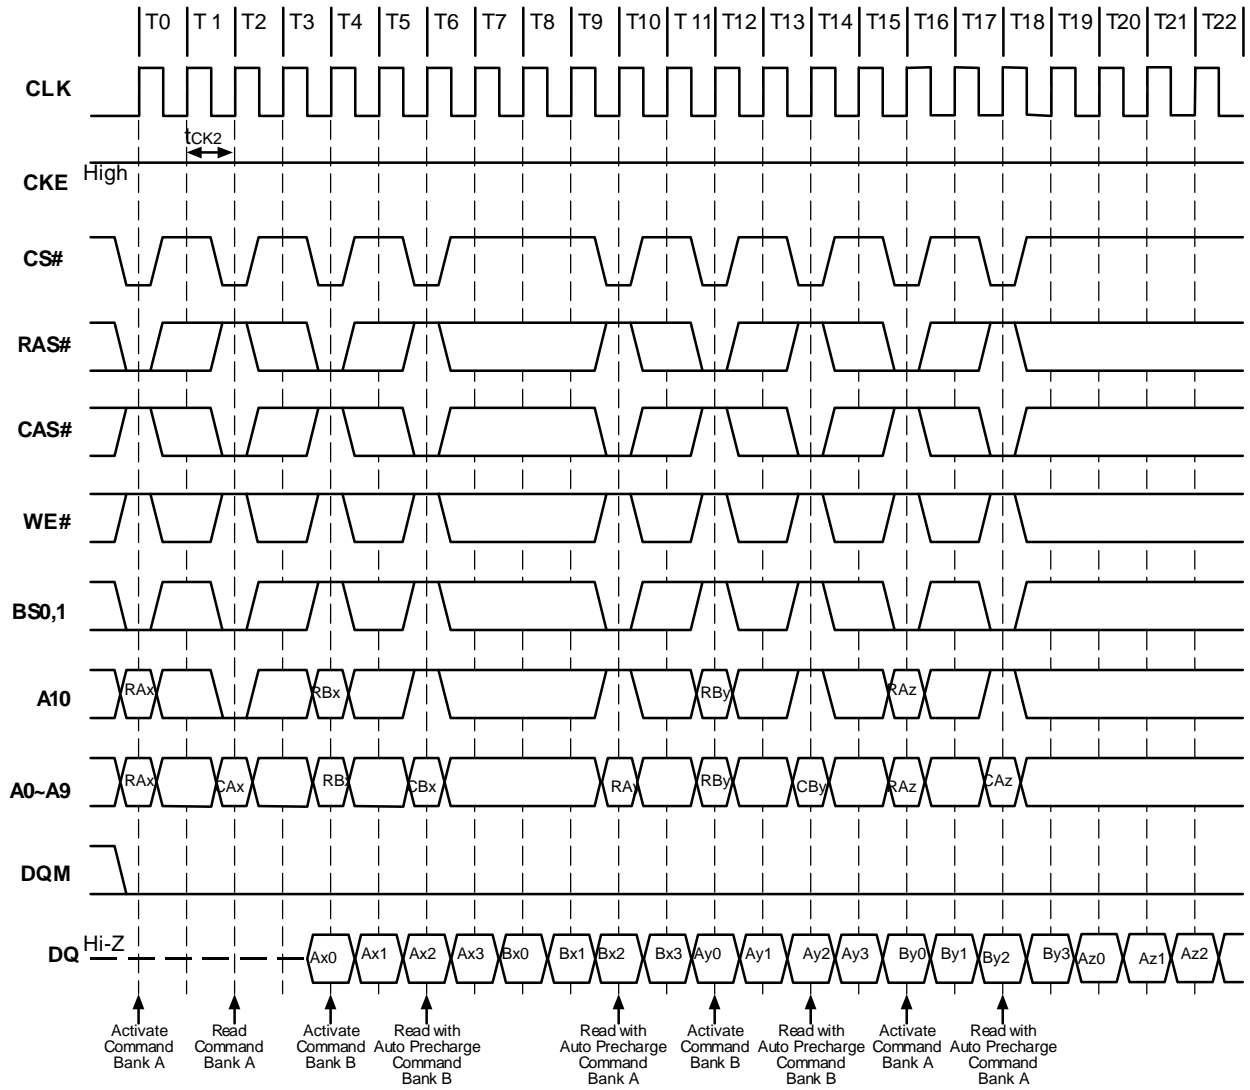 T0 T 1 T2 T3 T4 T5 T6 T7 T8 T9 T10 T 11 T12 T13 T14 T15 T16 T17 T18 T19 T20 T21 T22
CLK
tCK2
High
CKE
CS#
RAS#
CAS#
WE#
BS0,1
A10 RAx RBx RBy RAz
A0~A9 RAx CAx RBx CBx RAy RBy CBy RAz CAz
DQM
Hi-Z
DQ Ax0 Ax1 Ax2 Ax3 Bx0 Bx1 Bx2 Bx3 Ay0 Ay1 Ay2 Ay3 By0 By1 By2 By3 Az0 Az1 Az2
Activate Command Bank A
Read Command Bank A
Activate Command Bank B
Read with Auto Precharge Command Bank B
Read with Auto Precharge Command Bank A
Activate Command Bank B
Read with Auto Precharge Command Bank B
Activate Command Bank A
Read with Auto Precharge Command Bank A